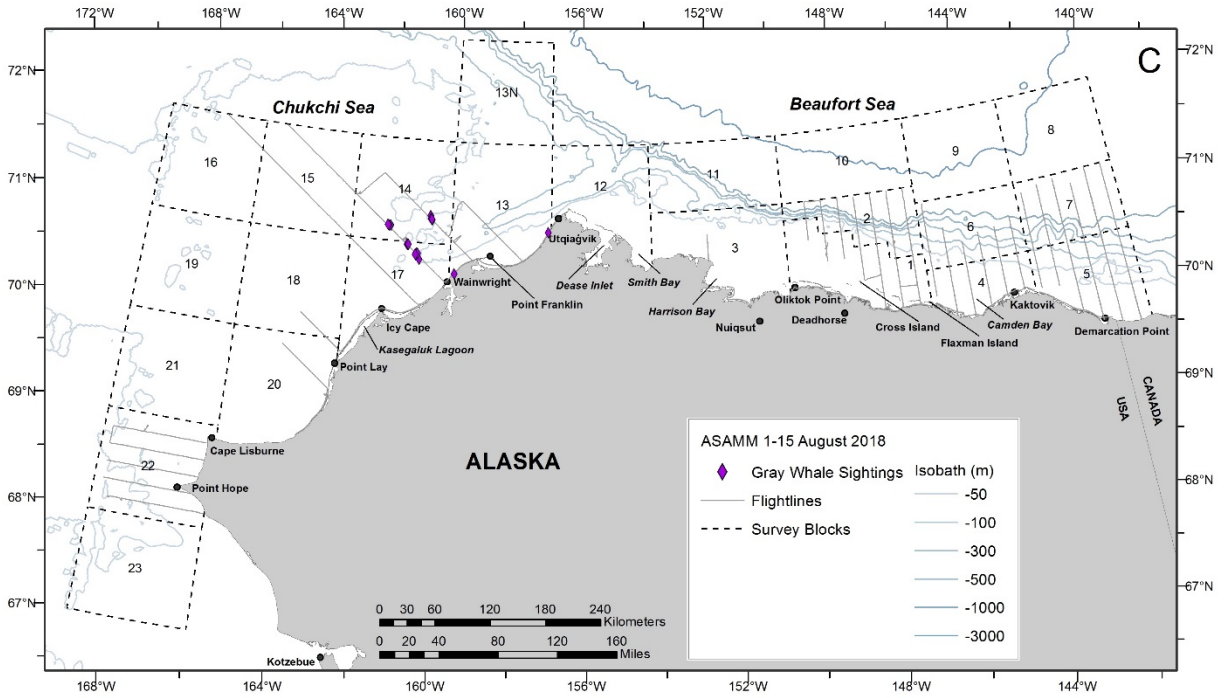 172°W 168°W 164°W 160°W 156°W 152°W 148°W 144°W 140°W
C
72°N 72°N
13N
Chukchi Sea Beaufort Sea
8
10 9
16 15 14 11
71°N 71°N
12
13
7
2
6
3
19 18 17 1 5
Utqiaġvik
4
70°N 70°N
Wainwright
Dease Inlet
Smith Bay
Point Franklin
Harrison Bay
Oliktok Point
Kaktovik
Icy Cape
Nuiqsut
Deadhorse
Cross Island
Camden Bay
Demarcation Point
Flaxman Island
Kasegaluk Lagoon
21 20
Point Lay
69°N 69°N
USA
CANADA
Cape Lisburne
ALASKA
22
Point Hope
68°N 68°N
23
67°N 67°N
Kotzebue
ASAMM 1-15 August 2018
Gray Whale Sightings
Flightlines
Survey Blocks
Isobath (m)
-50
-100
-300
-500
-1000
-3000
0 30 60 120 180 240
Kilometers
0 20 40 80 120 160
Miles
168°W 164°W 160°W 156°W 152°W 148°W 144°W 140°W